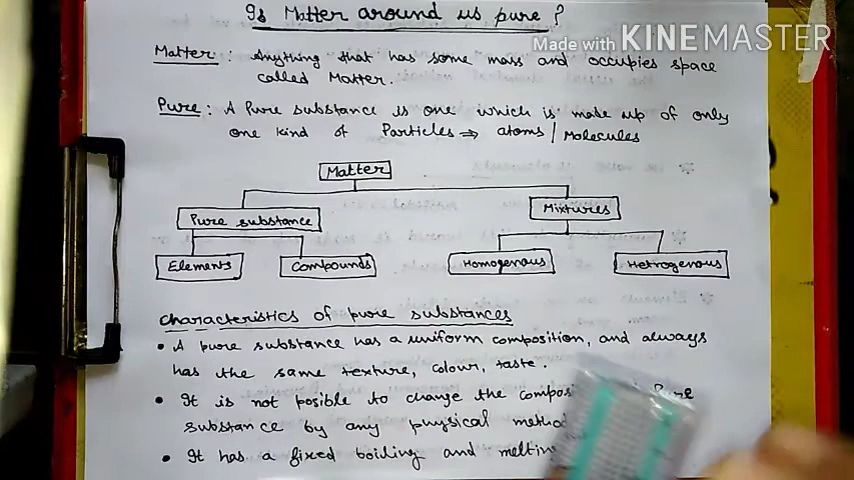 Is Matter around us pure ?
Made with KINEMASTER
Matter : Anything that has some mass and occupies space
called Matter.
Pure : A Pure substance is one which is made up of only
one kind of Particles ⇒ atoms / Molecules
Matter
Pure substance
Mixtures
Elements
Compounds
Homogenous
Hetrogenous
Characteristics of pure substances
• A pure substance has a uniform composition, and always
has the same texture, colour, taste.
• It is not posible to change the Pure
substance by any physical
• It has a fixed boiling and